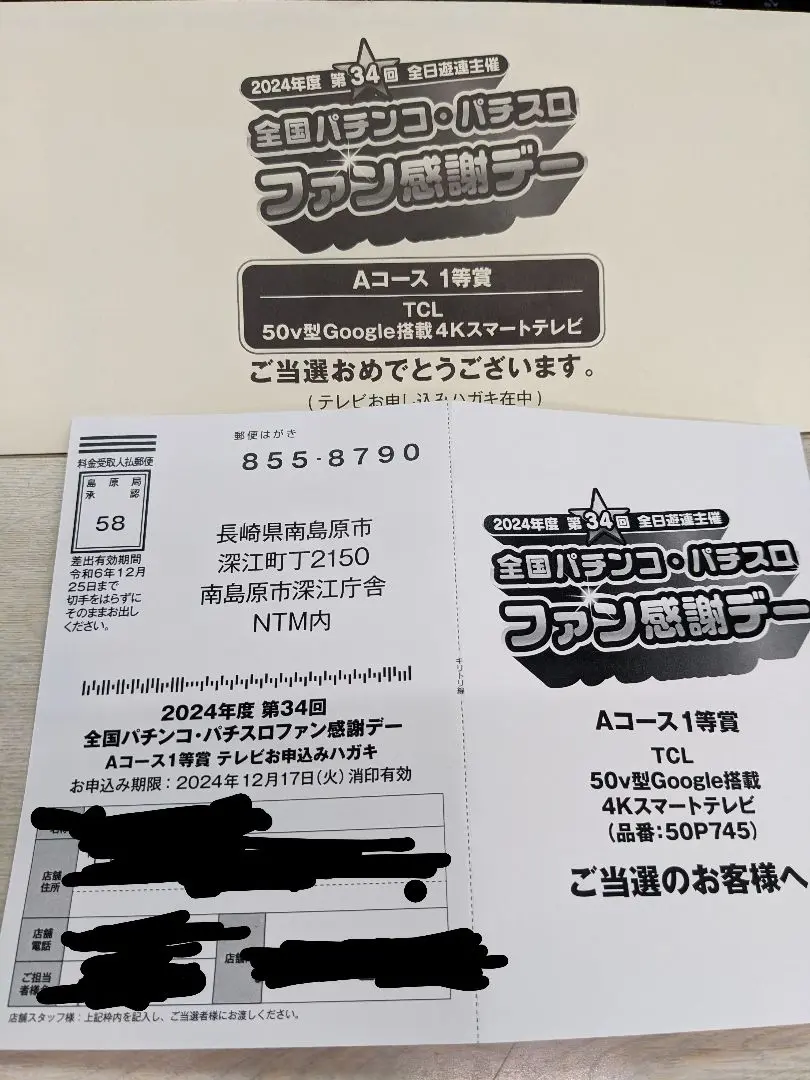 2024年度 第34回 全日遊連主催
全国パチンコ・パチスロ
ファン感謝デー
Aコース 1等賞
TCL
50v型Google搭載4Kスマートテレビ
ご当選おめでとうございます。
(テレビお申し込みハガキ在中)
郵便はがき
855-8790
料金受取人払郵便
島原局
承認
58
差出有効期間
令和6年12月
25日まで
切手をはらずに
そのままお出し
ください。
長崎県南島原市
深江町丁2150
南島原市深江庁舎
NTM内
2024年度 第34回
全国パチンコ・パチスロファン感謝デー
Aコース1等賞 テレビお申込みハガキ
お申込み期限：2024年12月17日(火)消印有効
店舗
住所
店舗
電話
店舗
ご担当
者様
店舗スタッフ様：上記枠内を記入し、ご当選者様にお渡しください。
キリトリ線
2024年度 第34回 全日遊連主催
全国パチンコ・パチスロ
ファン感謝デー
Aコース1等賞
TCL
50v型Google搭載
4Kスマートテレビ
(品番:50P745)
ご当選のお客様へ